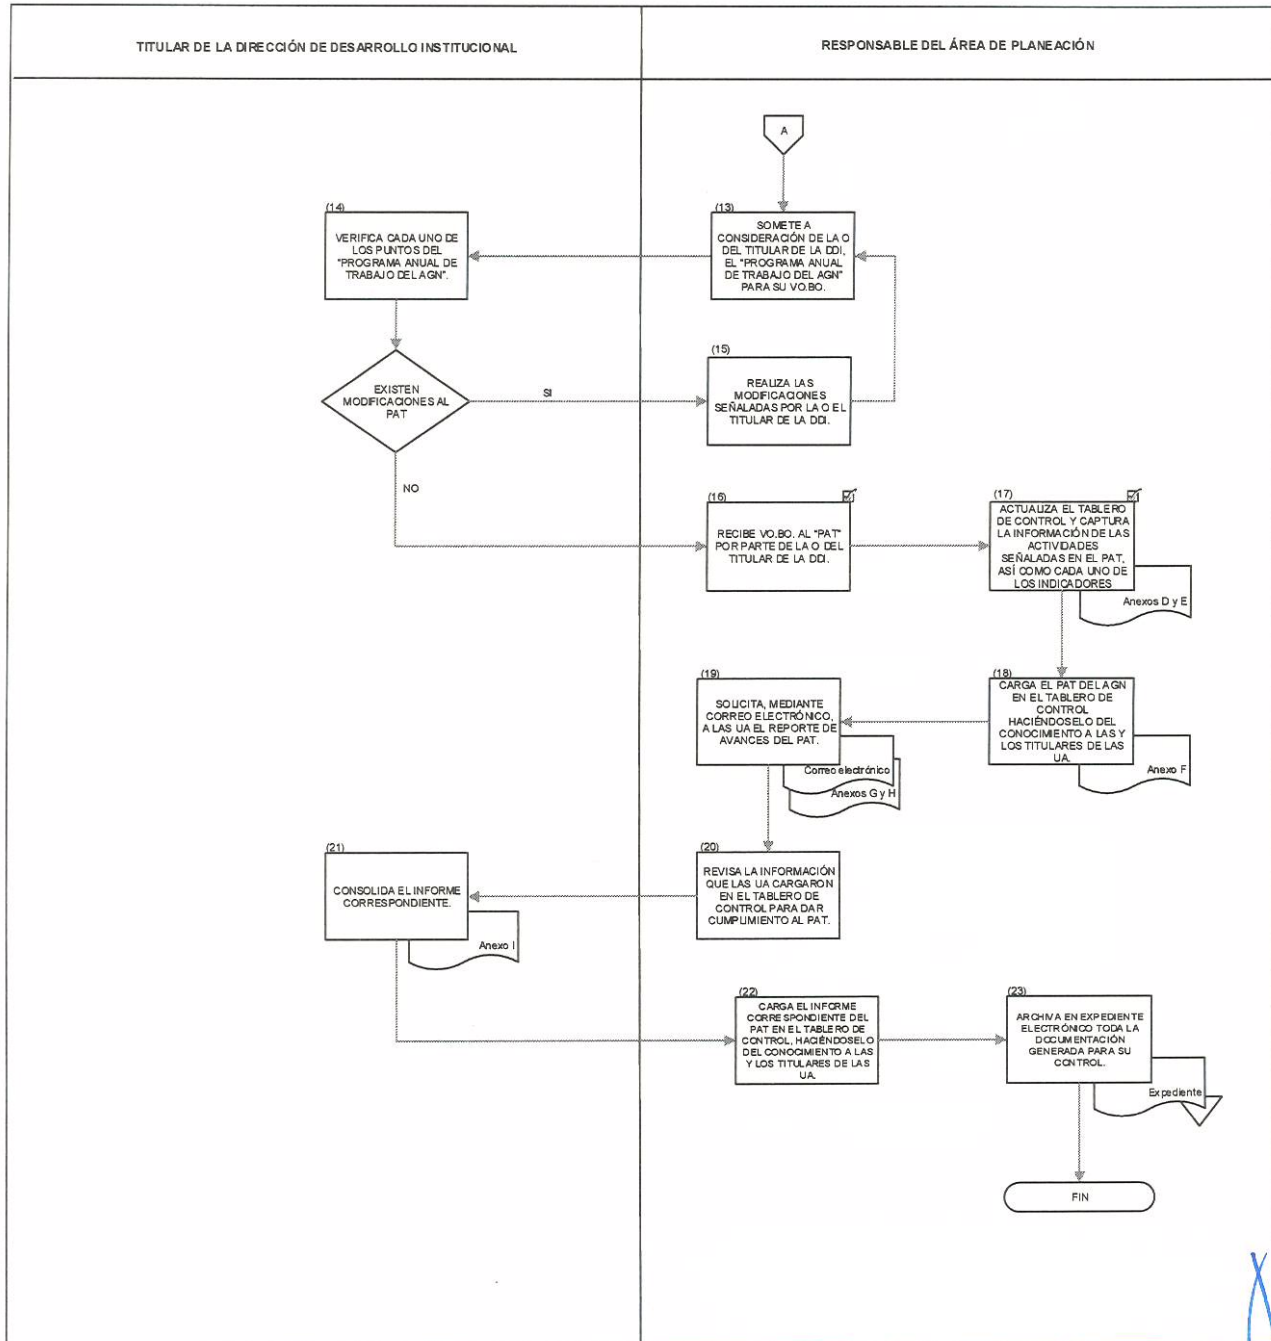 TITULAR DE LA DIRECCIÓN DE DESARROLLO INSTITUCIONAL
RESPONSABLE DEL ÁREA DE PLANEACIÓN
A
(13)
SOMETE A
CONSIDERACIÓN DE LA O
DEL TITULAR DE LA DDI,
EL "PROGRAMA ANUAL
DE TRABAJO DEL AGN"
PARA SU VO.BO.
(14)
VERIFICA CADA UNO DE
LOS PUNTOS DEL
"PROGRAMA ANUAL DE
TRABAJO DEL AGN".
EXISTEN
MODIFICACIONES AL
PAT
SI
(15)
REALIZA LAS
MODIFICACIONES
SEÑALADAS POR LA O EL
TITULAR DE LA DDI.
NO
(16)
RECIBE VO.BO. AL "PAT"
POR PARTE DE LA O DEL
TITULAR DE LA DDI.
(17)
ACTUALIZA EL TABLERO
DE CONTROL Y CAPTURA
LA INFORMACIÓN DE LAS
ACTIVIDADES
SEÑALADAS EN EL PAT,
ASÍ COMO CADA UNO DE
LOS INDICADORES
Anexos D y E
(18)
CARGA EL PAT DEL AGN
EN EL TABLERO DE
CONTROL
HACIÉNDOSELO DEL
CONOCIMIENTO A LAS Y
LOS TITULARES DE LAS
UA.
Anexo F
(19)
SOLICITA, MEDIANTE
CORREO ELECTRÓNICO,
A LAS UA EL REPORTE DE
AVANCES DEL PAT.
Correo electrónico
Anexos G y H
(20)
REVISA LA INFORMACIÓN
QUE LAS UA CARGARON
EN EL TABLERO DE
CONTROL PARA DAR
CUMPLIMIENTO AL PAT.
(21)
CONSOLIDA EL INFORME
CORRESPONDIENTE.
Anexo I
(22)
CARGA EL INFORME
CORRESPONDIENTE DEL
PAT EN EL TABLERO DE
CONTROL, HACIÉNDOSELO
DEL CONOCIMIENTO A LAS
Y LOS TITULARES DE LAS
UA.
(23)
ARCHIVA EN EXPEDIENTE
ELECTRÓNICO TODA LA
DOCUMENTACIÓN
GENERADA PARA SU
CONTROL.
Expediente
FIN